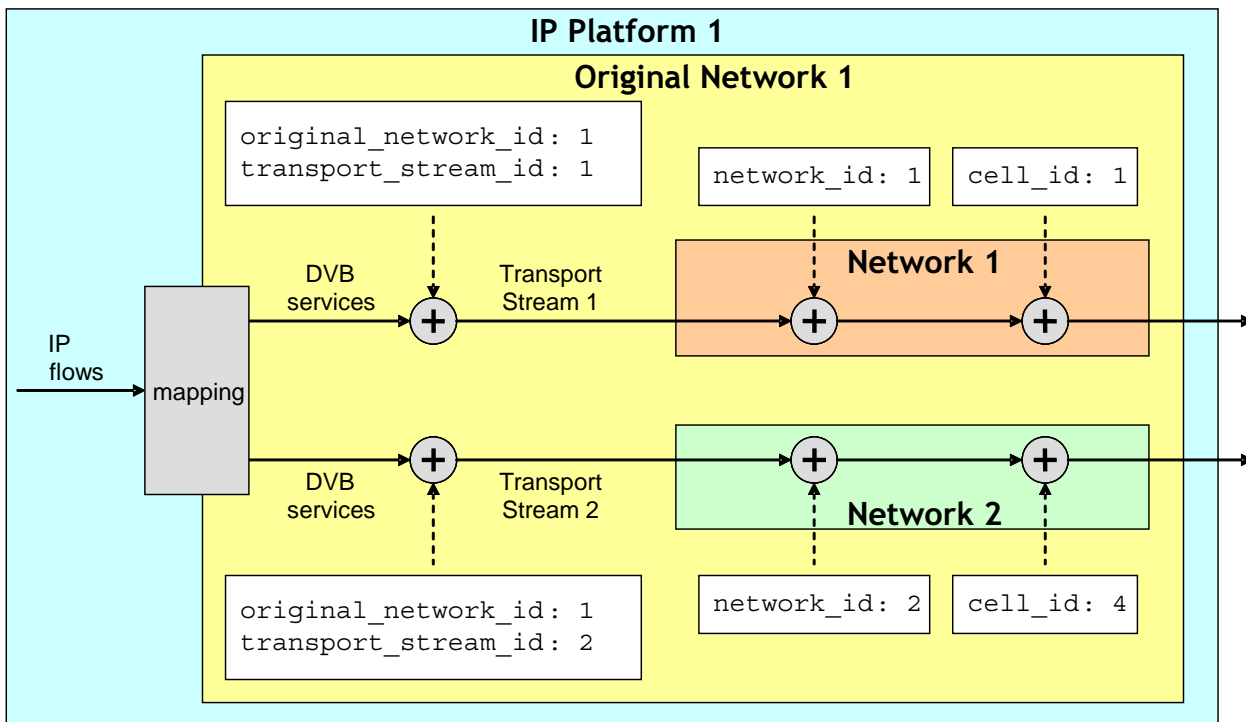 IP Platform 1
Original Network 1
original_network_id: 1
transport_stream_id: 1
network_id: 1
cell_id: 1
Network 1
DVB
services
Transport
Stream 1
+
+
+
IP
flows
mapping
+
+
+
DVB
services
Transport
Stream 2
Network 2
original_network_id: 1
transport_stream_id: 2
network_id: 2
cell_id: 4